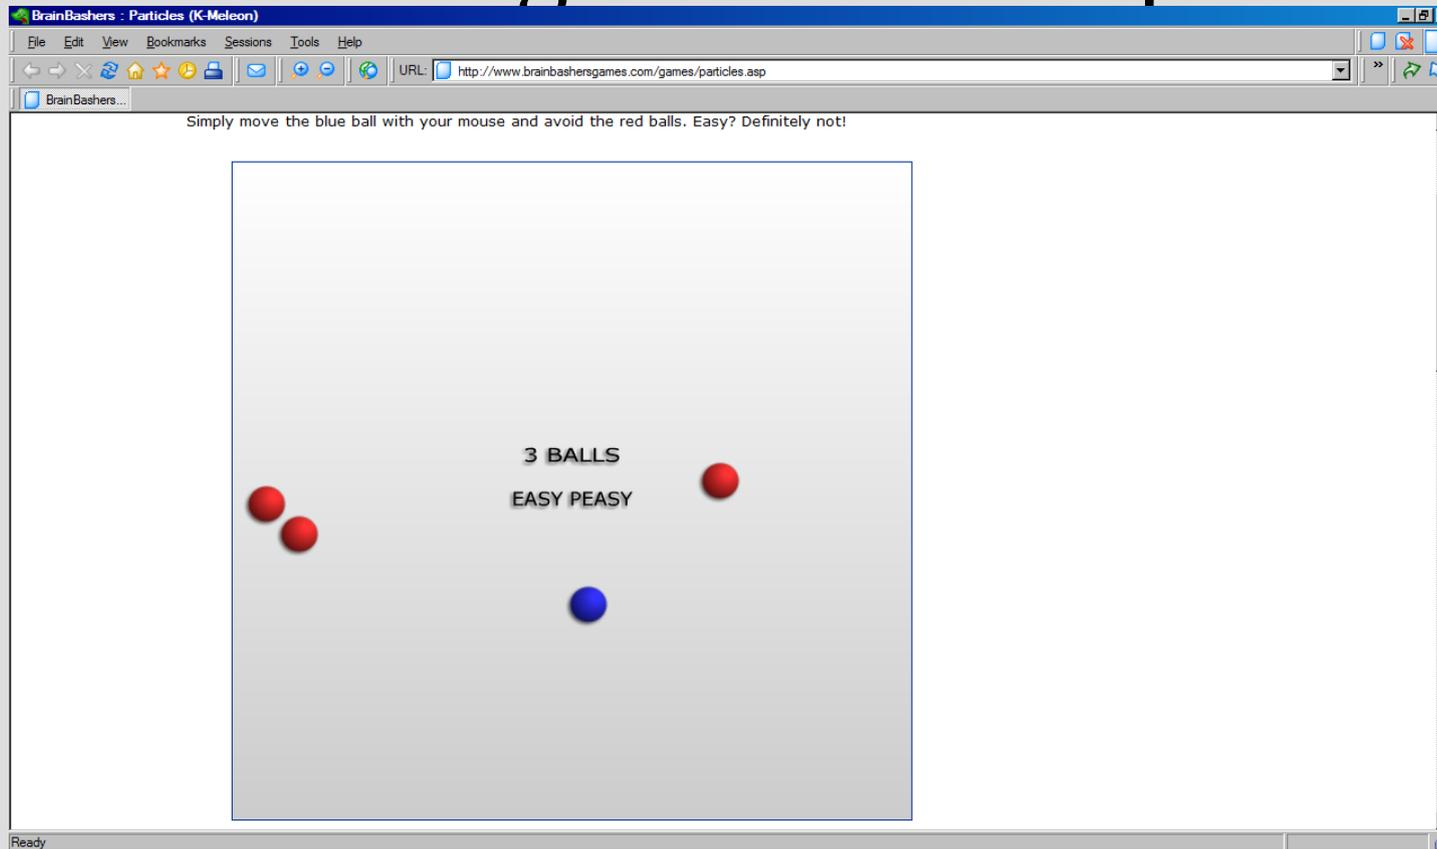 BrainBashers : Particles (K-Meleon)
File Edit View Bookmarks Sessions Tools Help
URL: http://www.brainbashersgames.com/games/particles.asp »
BrainBashers...
Simply move the blue ball with your mouse and avoid the red balls. Easy? Definitely not!
3 BALLS
EASY PEASY
Ready